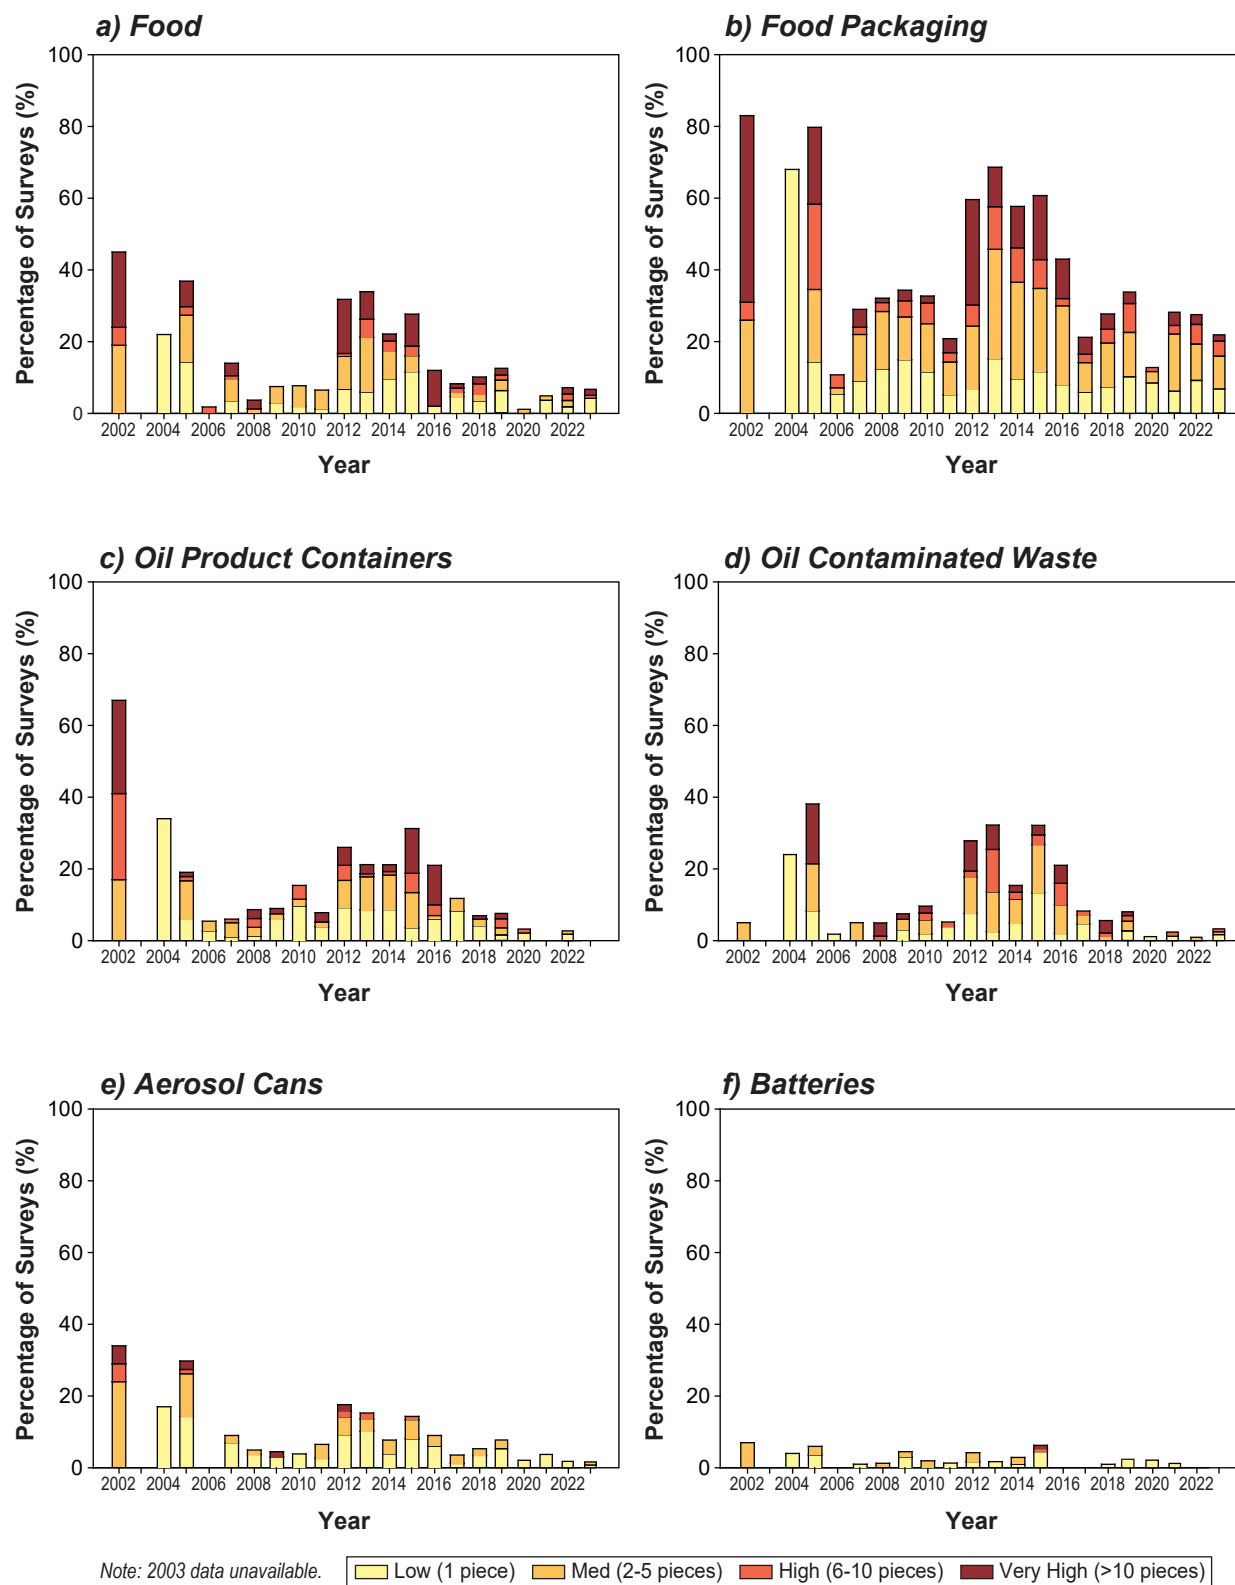 a) Food
b) Food Packaging
Percentage of Surveys (%)
100
80
60
40
20
0
2002 2004 2006 2008 2010 2012 2014 2016 2018 2020 2022
Year
Percentage of Surveys (%)
100
80
60
40
20
0
2002 2004 2006 2008 2010 2012 2014 2016 2018 2020 2022
Year
c) Oil Product Containers
d) Oil Contaminated Waste
Percentage of Surveys (%)
100
80
60
40
20
0
2002 2004 2006 2008 2010 2012 2014 2016 2018 2020 2022
Year
Percentage of Surveys (%)
100
80
60
40
20
0
2002 2004 2006 2008 2010 2012 2014 2016 2018 2020 2022
Year
e) Aerosol Cans
f) Batteries
Percentage of Surveys (%)
100
80
60
40
20
0
2002 2004 2006 2008 2010 2012 2014 2016 2018 2020 2022
Year
Percentage of Surveys (%)
100
80
60
40
20
0
2002 2004 2006 2008 2010 2012 2014 2016 2018 2020 2022
Year
Note: 2003 data unavailable.
Low (1 piece) Med (2-5 pieces) High (6-10 pieces) Very High (>10 pieces)